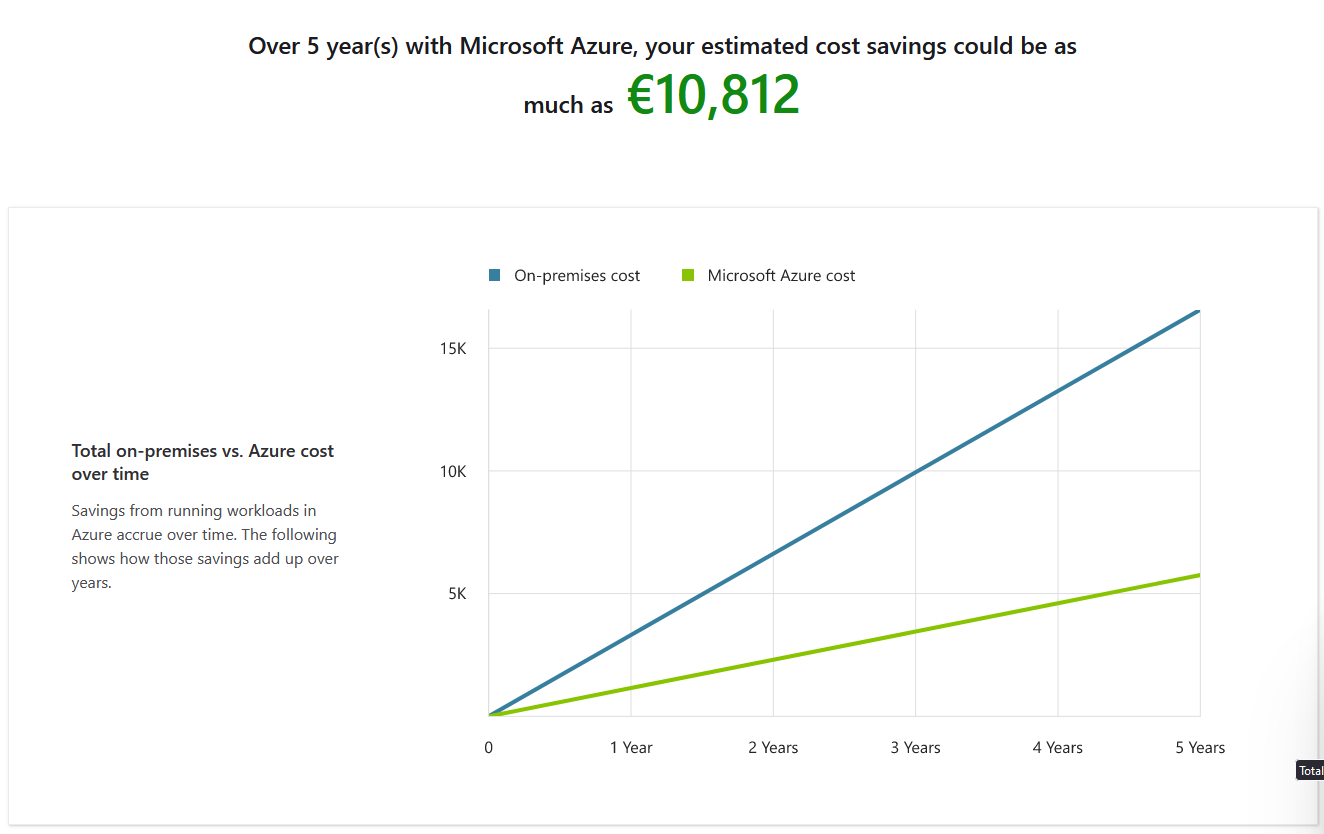 Over 5 year(s) with Microsoft Azure, your estimated cost savings could be as
much as €10,812
On-premises cost
Microsoft Azure cost
Total on-premises vs. Azure cost
over time
Savings from running workloads in
Azure accrue over time. The following
shows how those savings add up over
years.
15K
10K
5K
0
1 Year
2 Years
3 Years
4 Years
5 Years
Total